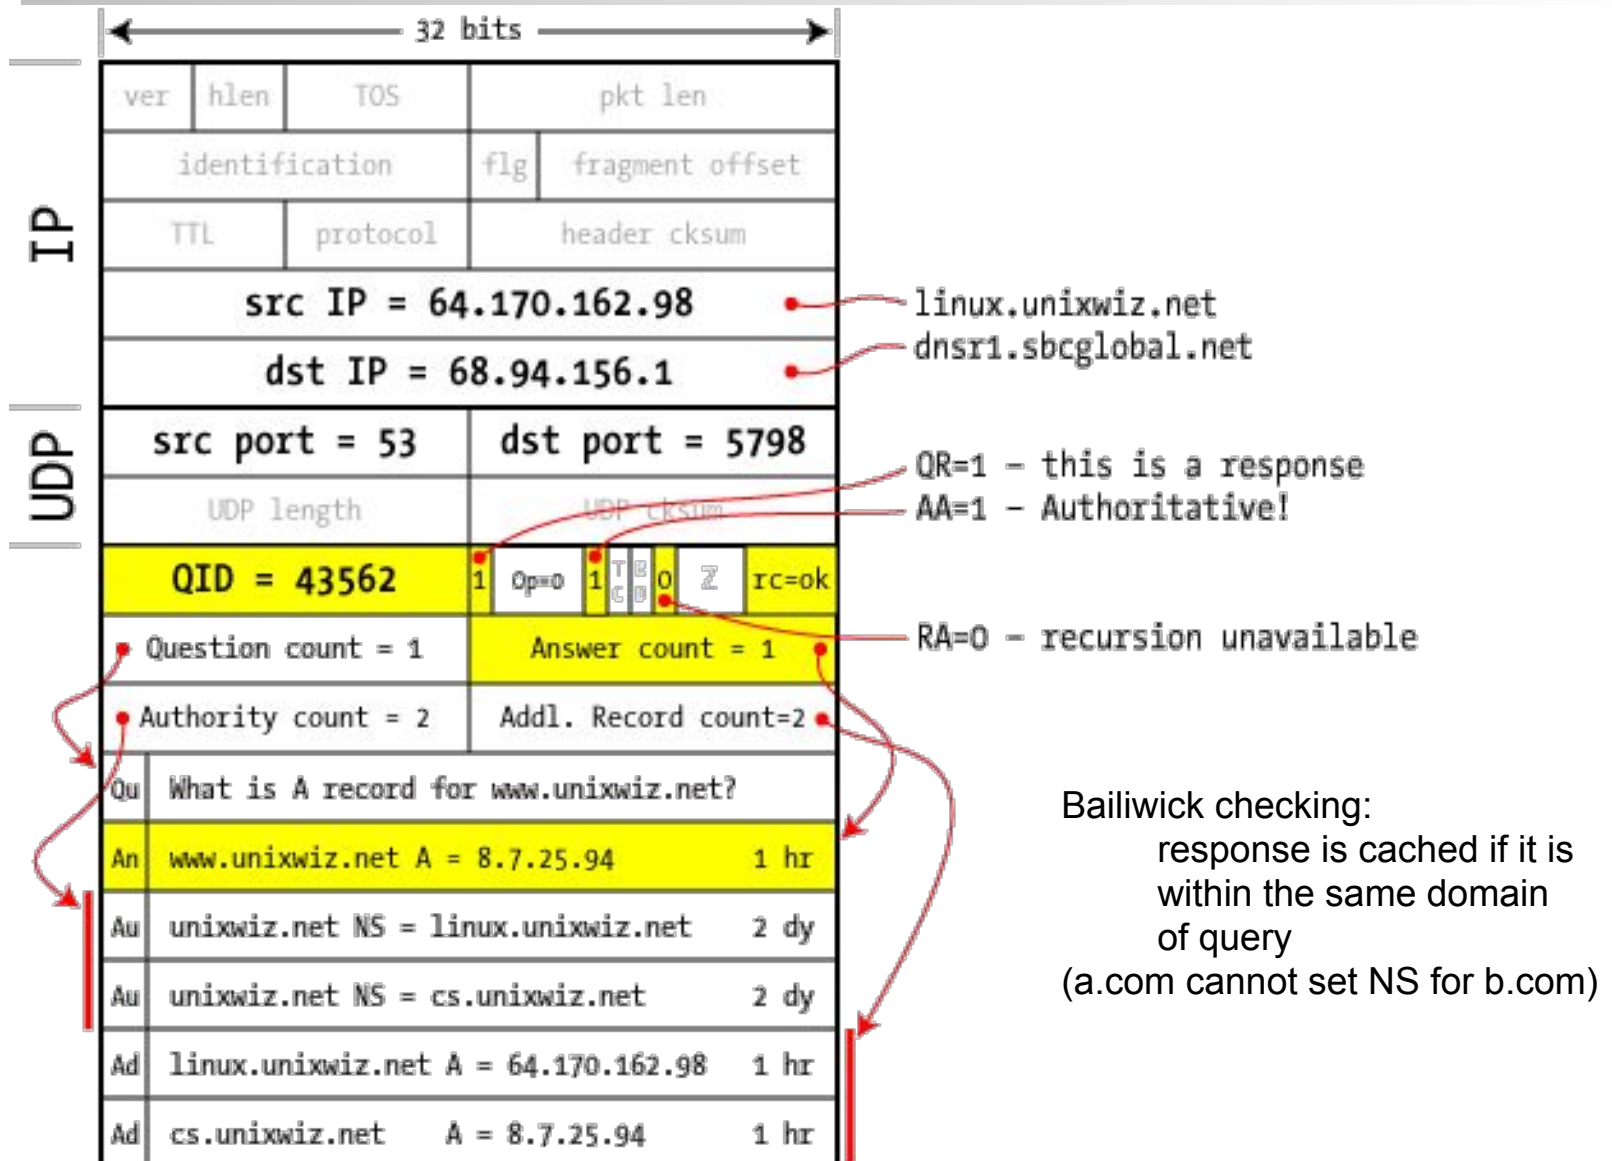 32 bits
ver hlen TOS pkt len
identification flg fragment offset
TTL protocol header cksum
IP
src IP = 64.170.162.98
linux.unixwiz.net
dst IP = 68.94.156.1
dnsr1.sbcglobal.net
UDP
src port = 53 dst port = 5798
QR=1 – this is a response
UDP length UDP cksum
AA=1 – Authoritative!
QID = 43562 1 Op=0 1 TC RD 0 Z rc=ok
RA=0 – recursion unavailable
Question count = 1 Answer count = 1
Authority count = 2 Addl. Record count=2
Qu What is A record for www.unixwiz.net?
An www.unixwiz.net A = 8.7.25.94 1 hr
Au unixwiz.net NS = linux.unixwiz.net 2 dy
Au unixwiz.net NS = cs.unixwiz.net 2 dy
Ad linux.unixwiz.net A = 64.170.162.98 1 hr
Ad cs.unixwiz.net A = 8.7.25.94 1 hr
Bailiwick checking:
response is cached if it is
within the same domain
of query
(a.com cannot set NS for b.com)